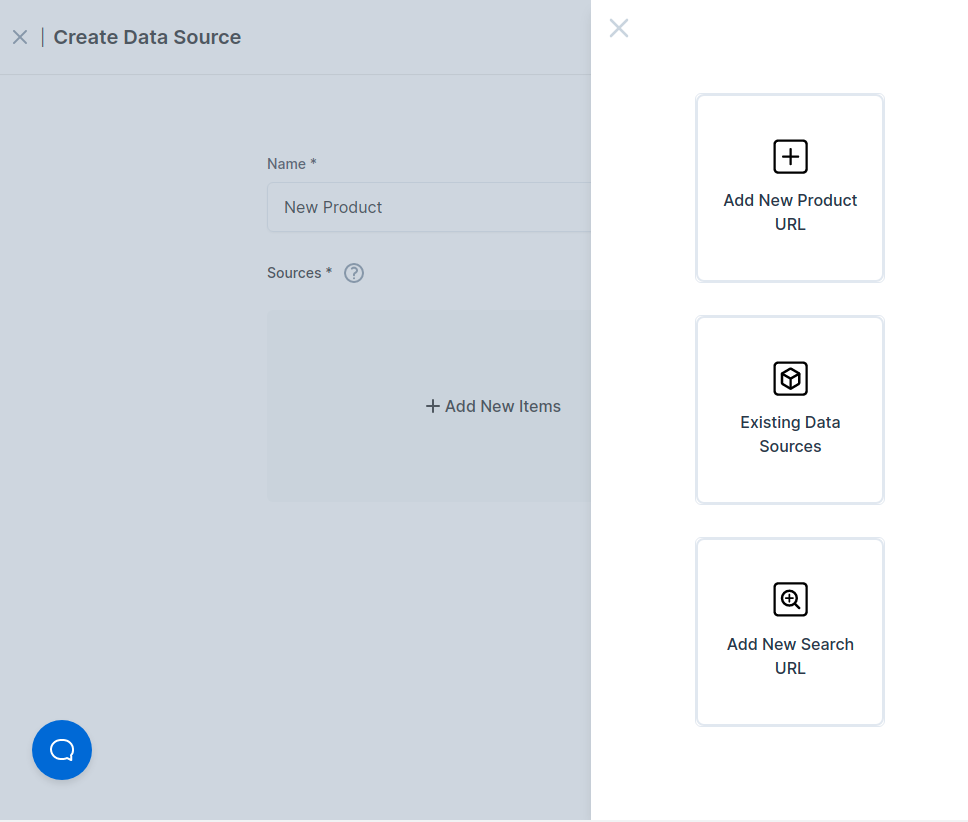 Create Data Source
Name *
New Product
Sources *
Add New Items
Add New Product
URL
Existing Data
Sources
Add New Search
URL